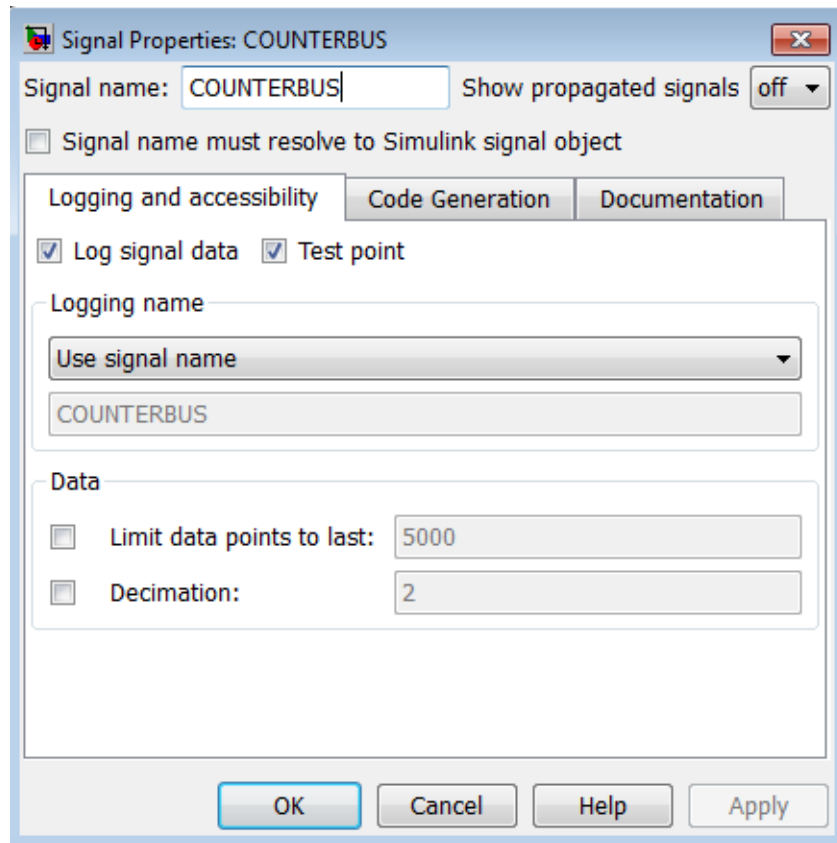 Signal Properties: COUNTERBUS
Signal name: COUNTERBUS Show propagated signals off
Signal name must resolve to Simulink signal object
Logging and accessibility Code Generation Documentation
Log signal data Test point
Logging name
Use signal name
COUNTERBUS
Data
Limit data points to last: 5000
Decimation: 2
OK Cancel Help Apply